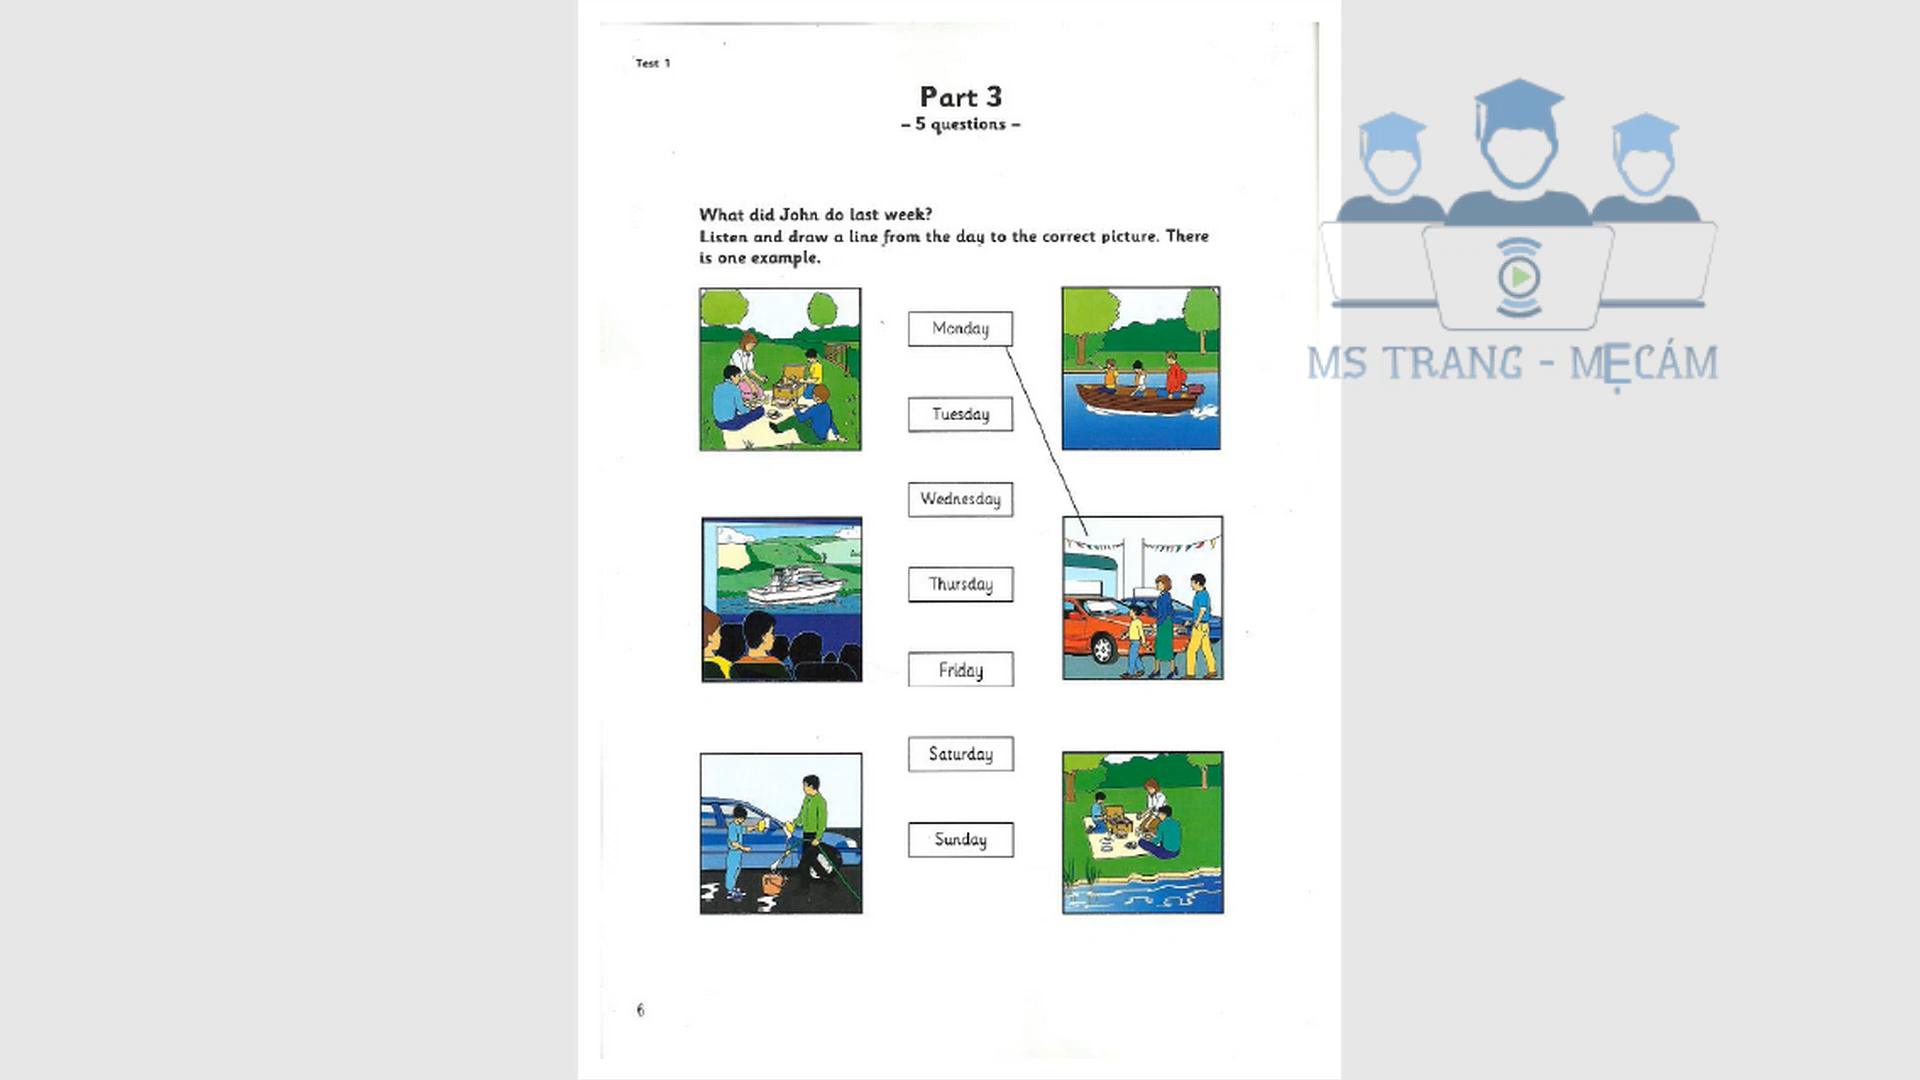 Test 1
Part 3
– 5 questions –
What did John do last week?
Listen and draw a line from the day to the correct picture. There
is one example.
Monday
Tuesday
Wednesday
Thursday
Friday
Saturday
Sunday
6
MS TRANG - MẸCÁM